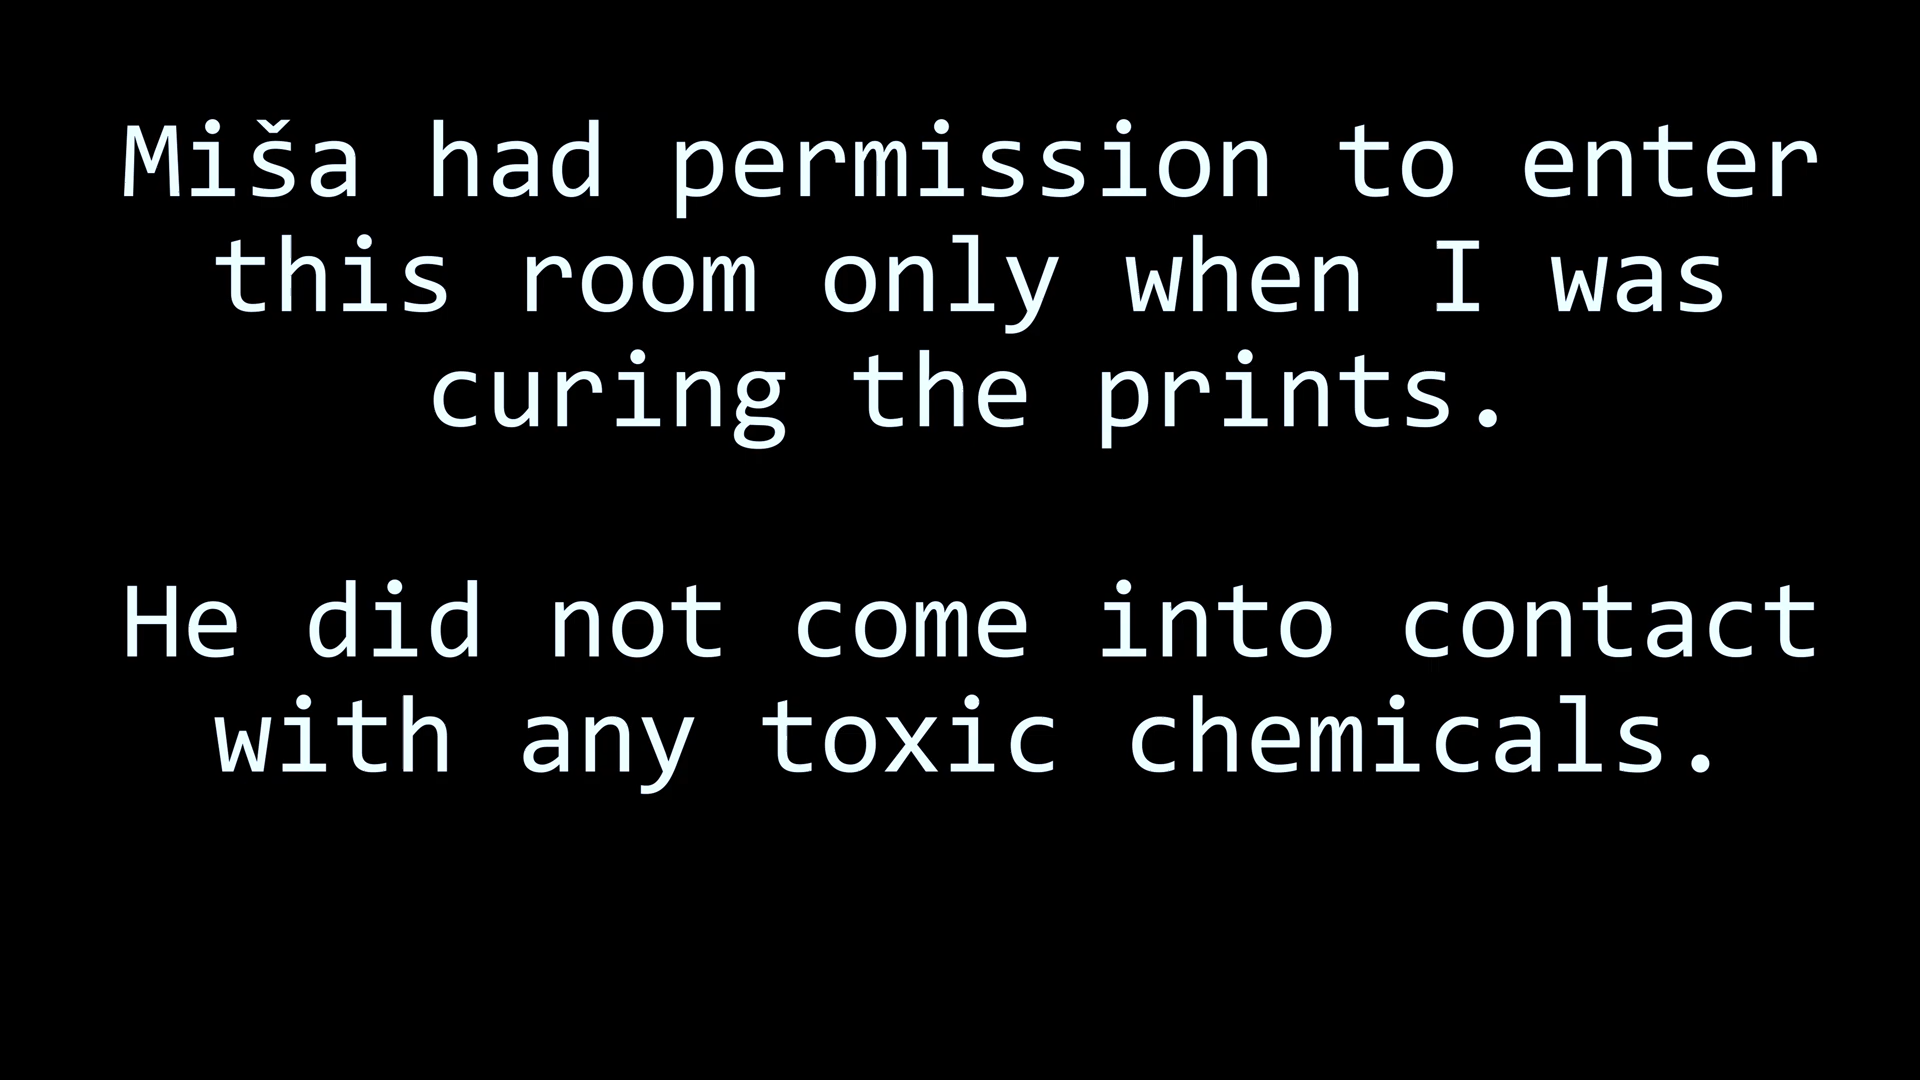 Miša had permission to enter
this room only when I was
curing the prints.
He did not come into contact
with any toxic chemicals.